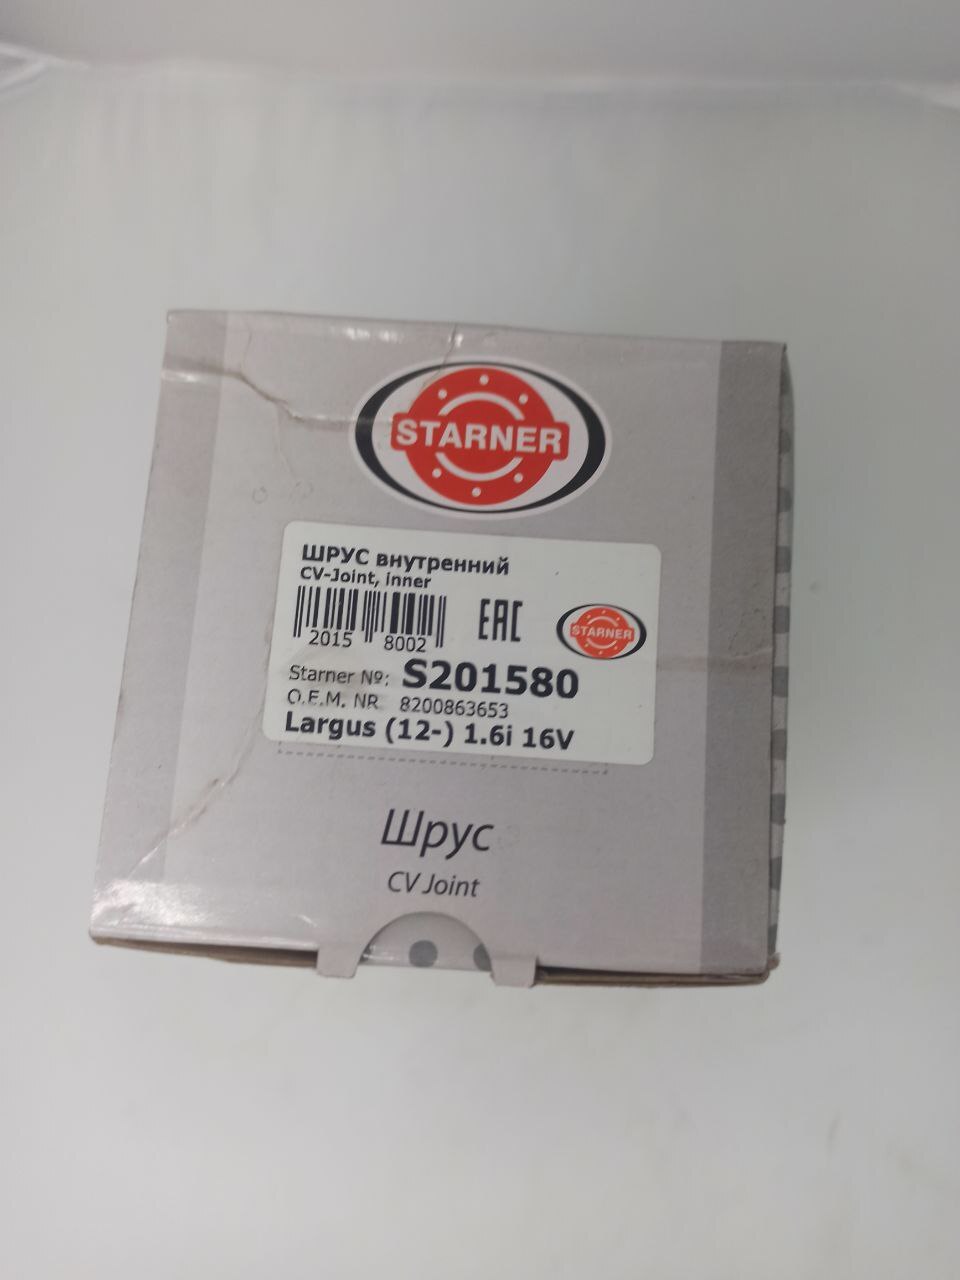 STARNER
ШРУС внутренний
CV-Joint, inner
2015 8002
EAC
STARNER
Starner №: S201580
O.E.M. NR 8200863653
Largus (12-) 1.6i 16V
Шрус
CV Joint